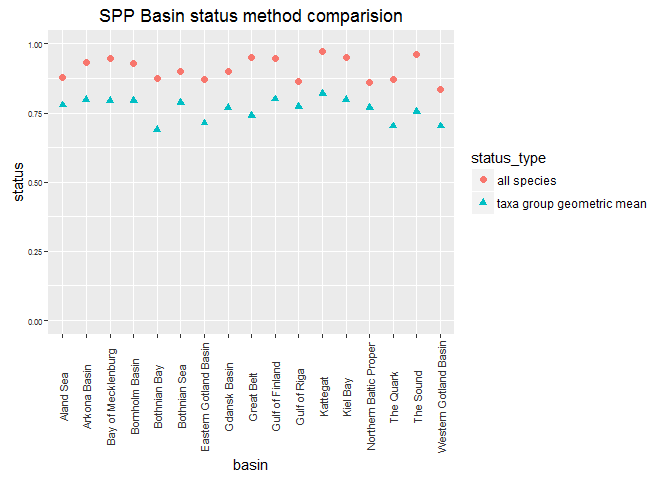 SPP Basin status method comparision
1.00
0.75
0.50
0.25
0.00
status
Aland Sea
Arkona Basin
Bay of Mecklenburg
Bornholm Basin
Bothnian Bay
Bothnian Sea
Eastern Gotland Basin
Gdansk Basin
Great Belt
Gulf of Finland
Gulf of Riga
Kattegat
Kiel Bay
Northern Baltic Proper
The Quark
The Sound
Western Gotland Basin
basin
status_type
all species
taxa group geometric mean